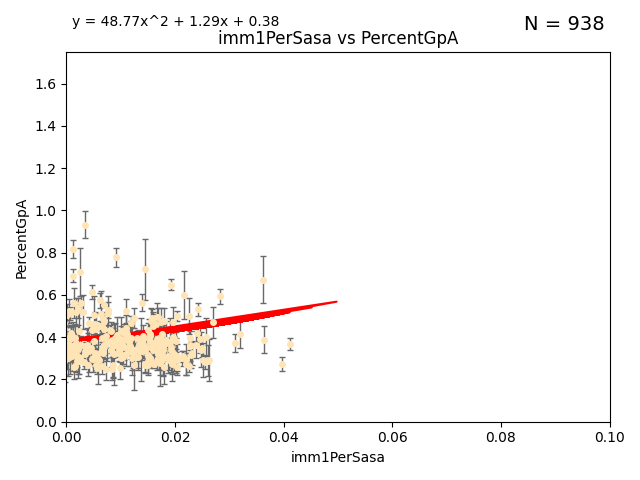 y = 48.77x^2 + 1.29x + 0.38
N = 938
imm1PerSasa vs PercentGpA
PercentGpA
1.6
1.4
1.2
1.0
0.8
0.6
0.4
0.2
0.0
0.00 0.02 0.04 0.06 0.08 0.10
imm1PerSasa